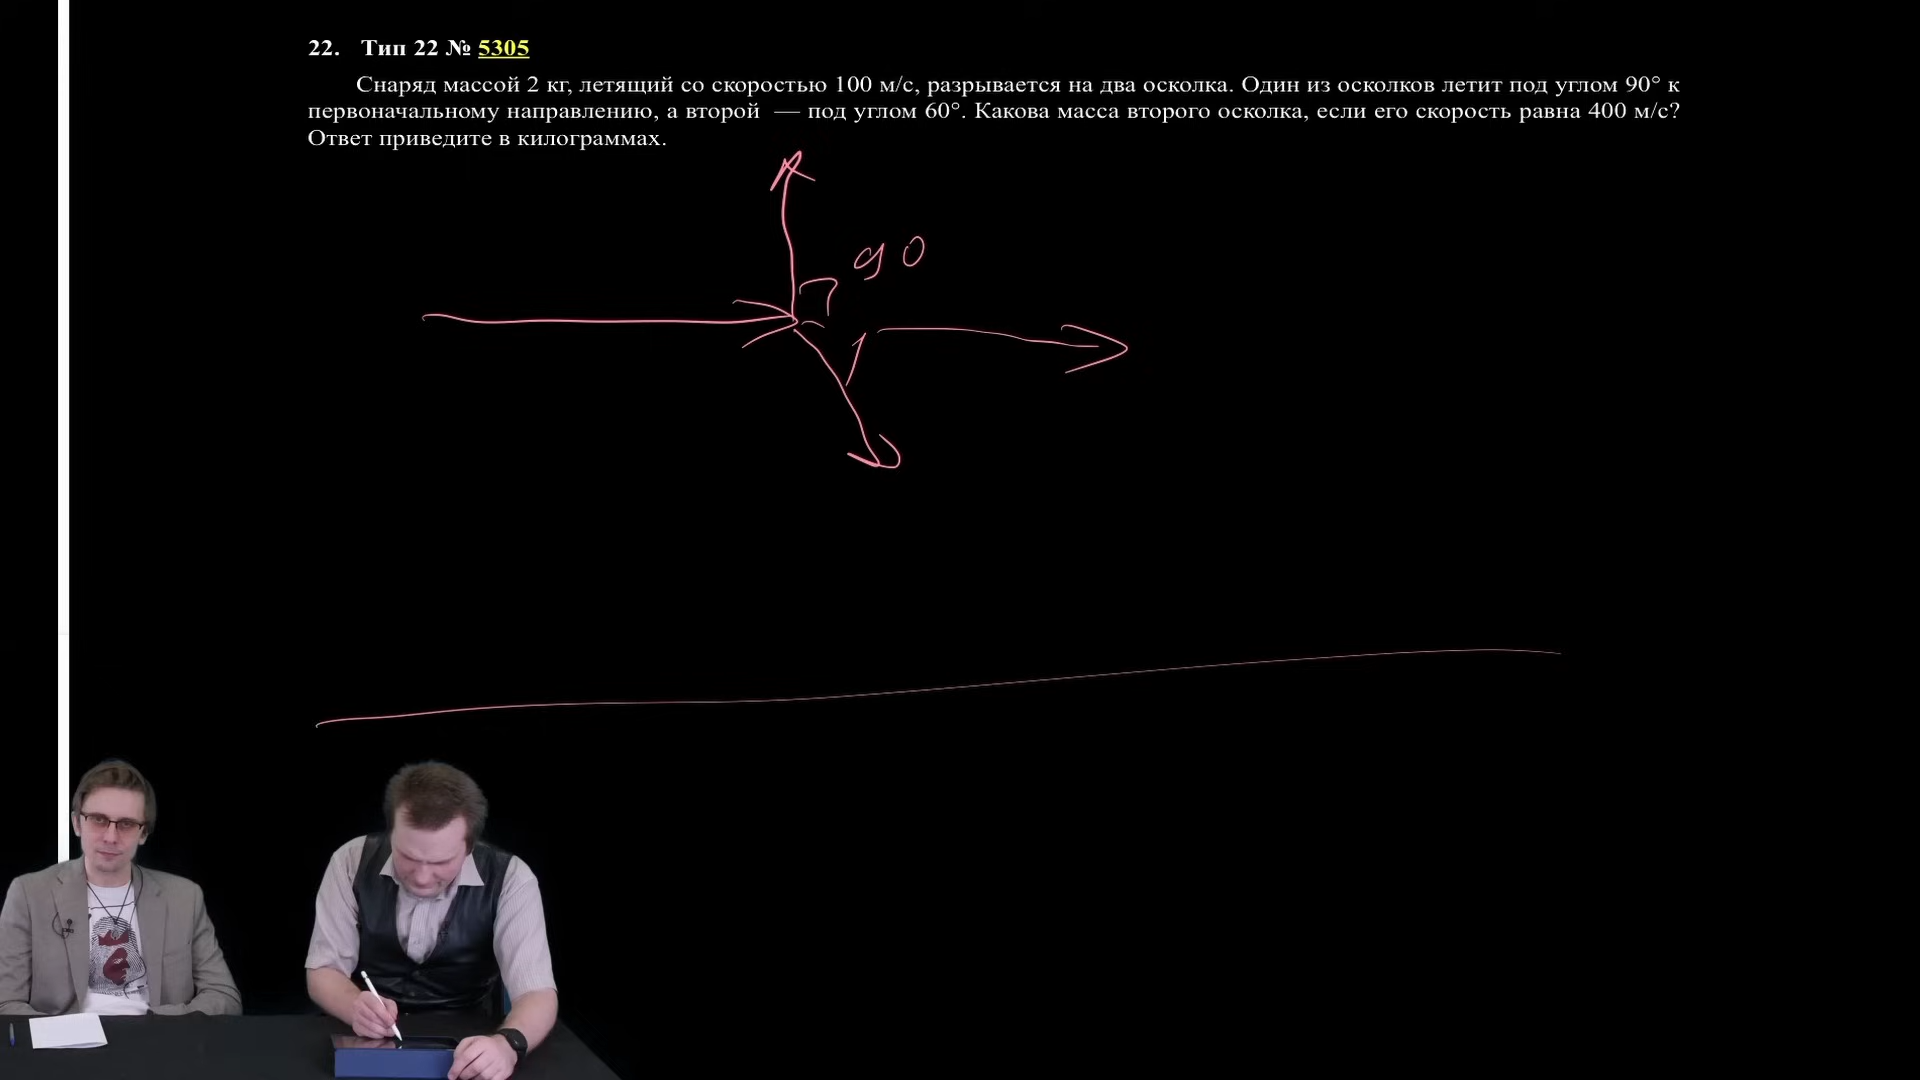 22. Тип 22 № 5305
Снаряд массой 2 кг, летящий со скоростью 100 м/с, разрывается на два осколка. Один из осколков летит под углом 90° к
первоначальному направлению, а второй — под углом 60°. Какова масса второго осколка, если его скорость равна 400 м/с?
Ответ приведите в килограммах.
90